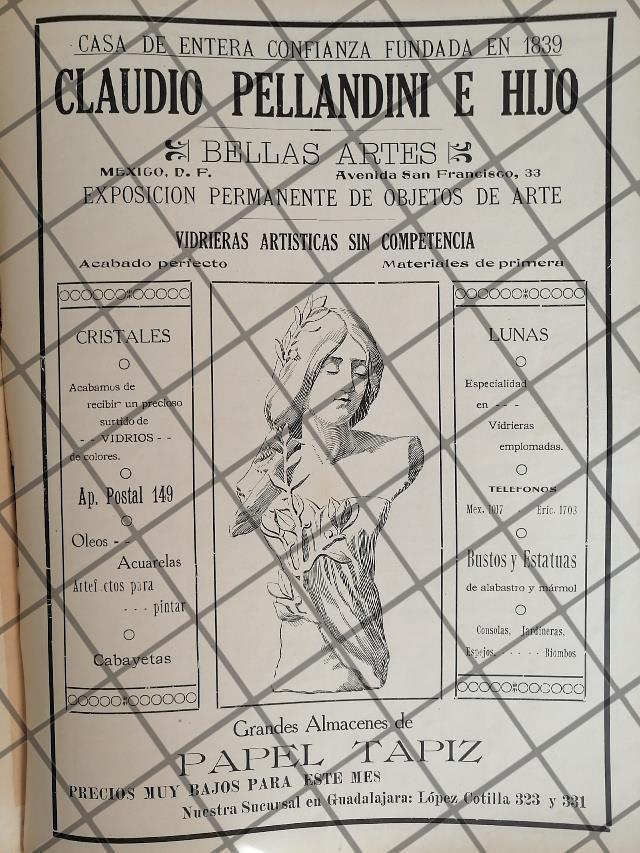 CASA DE ENTERA CONFIANZA FUNDADA EN 1839
CLAUDIO PELLANDINI E HIJO
BELLAS ARTES
MEXICO, D. F. Avenida San Francisco, 33
EXPOSICION PERMANENTE DE OBJETOS DE ARTE
VIDRIERAS ARTISTICAS SIN COMPETENCIA
Acabado perfecto Materiales de primera
CRISTALES
Acabamos de
recibir un precioso
surtido de
- - VIDRIOS - -
de colores.
Ap. Postal 149
Oleos - -
Acuarelas
Artefactos para
- - - pintar
Cabayetas
LUNAS
Especialidad
en - - -
Vidrieras
emplomadas.
TELEFONOS
Mex. 1017 - Eric. 1703
Bustos y Estatuas
de alabastro y mármol
Consolas, Jardineras,
Espejos, - - - - - Biombos
Grandes Almacenes de
PAPEL TAPIZ
PRECIOS MUY BAJOS PARA ESTE MES
Nuestra Sucursal en Guadalajara: López Cotilla 323 y 331